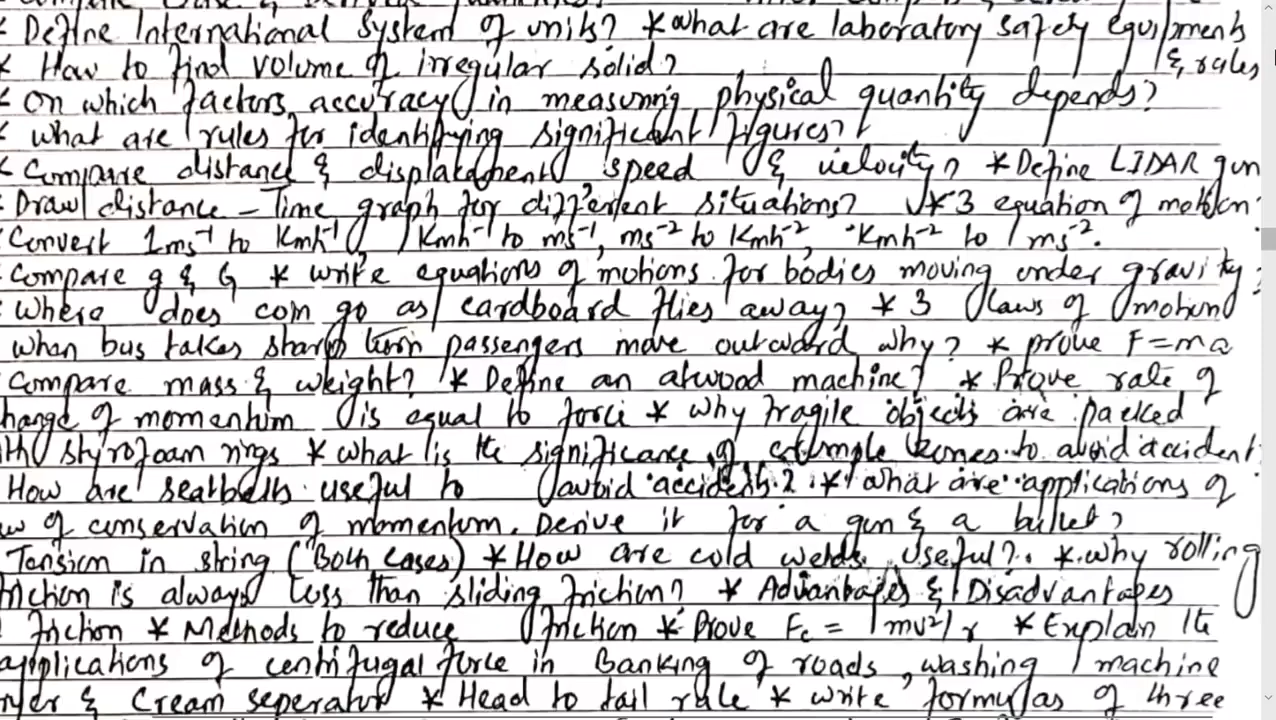 * Define International System of units? * what are laboratory safety equipments
* How to find volume of irregular solid? & rules
* on which factors accuracy in measuring physical quantity depends?
* what are rules for identifying significant figures?
* Compare distance & displacement speed & velocity? * Define LIDAR gun
Draw distance – Time graph for different situations? * 3 equation of motion
Convert 1ms⁻¹ to Kmh⁻¹, Kmh⁻¹ to ms⁻¹, ms⁻² to Kmh⁻², Kmh⁻² to ms⁻².
Compare g & G * write equations of motions for bodies moving under gravity?
where does com go as cardboard flies away? * 3 laws of motion
when bus takes sharp turn passengers move outward why? * prove F=ma
Compare mass & weight? * Define an atwood machine? * Prove rate of
hange of momentum is equal to force * why fragile objects are packed
th styrofoam rings * what is the significance of zones to avoid accident
How are seatbelts useful to avoid accidents? * what are applications of
w of conservation of momentum. Derive it for a gun & a bullet?
Tension in string (Both cases) * How are cold welds useful? * why rolling
riction is always less than sliding friction? * Advantages & Disadvantages
friction * Methods to reduce friction * Prove Fc = mv²/r * Explain the
applications of centrifugal force in Banking of roads, washing machine
& Cream seperator * Head to tail rule * write formulas of three